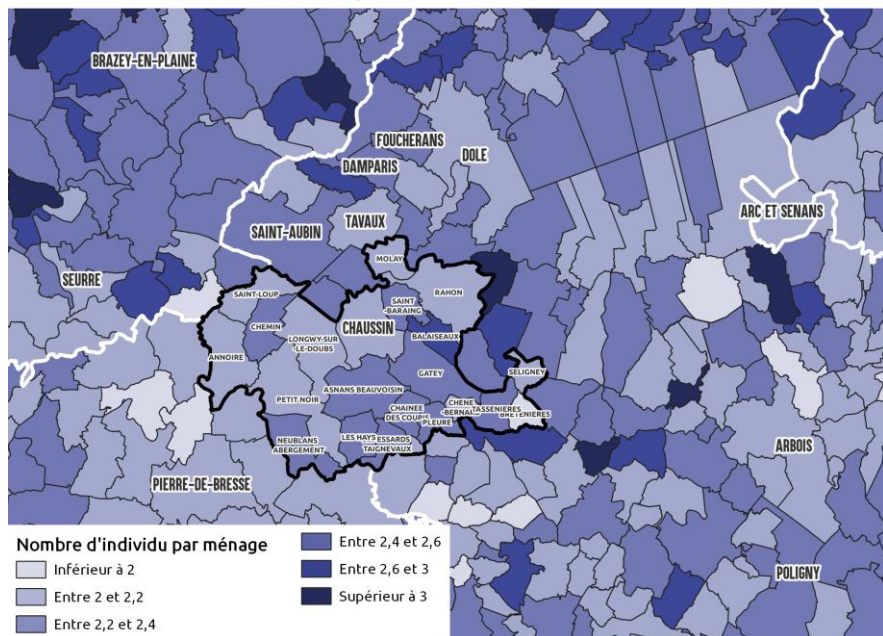 BRAZEY-EN-PLAINE
FOUCHERANS
DOLE
DAMPARIS
ARC ET SENANS
SAINT-AUBIN
TAVAUX
MOLAY
SEURRE
SAINT-LOUP
RAHON
SAINT
-BARAING
CHEMIN
CHAUSSIN
LONGWY-SUR
-LE-DOUBS
BALAISEAUX
ANNOIRE
GATEY
SELIGNEY
ASNANS BEAUVOISIN
PETIT NOIR
CHENE
-BERNARD
TASSENIERES
CHAINEE
DES COUPIS
BRETENIERES
PLEURE
NEUBLANS
ABERGEMENT
LES HAYS
ESSARDS
TAIGNEVAUX
ARBOIS
PIERRE-DE-BRESSE
POLIGNY
Nombre d'individu par ménage
Inférieur à 2
Entre 2 et 2,2
Entre 2,2 et 2,4
Entre 2,4 et 2,6
Entre 2,6 et 3
Supérieur à 3